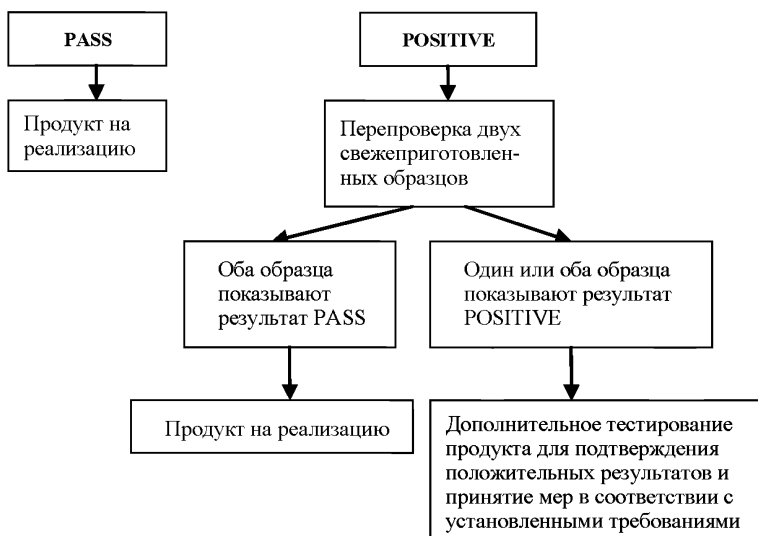 PASS
POSITIVE
Продукт на
реализацию
Перепроверка двух
свежеприготовлен-
ных образцов
Оба образца
показывают
результат PASS
Один или оба образца
показывают результат
POSITIVE
Продукт на реализацию
Дополнительное тестирование
продукта для подтверждения
положительных результатов и
принятие мер в соответствии с
установленными требованиями